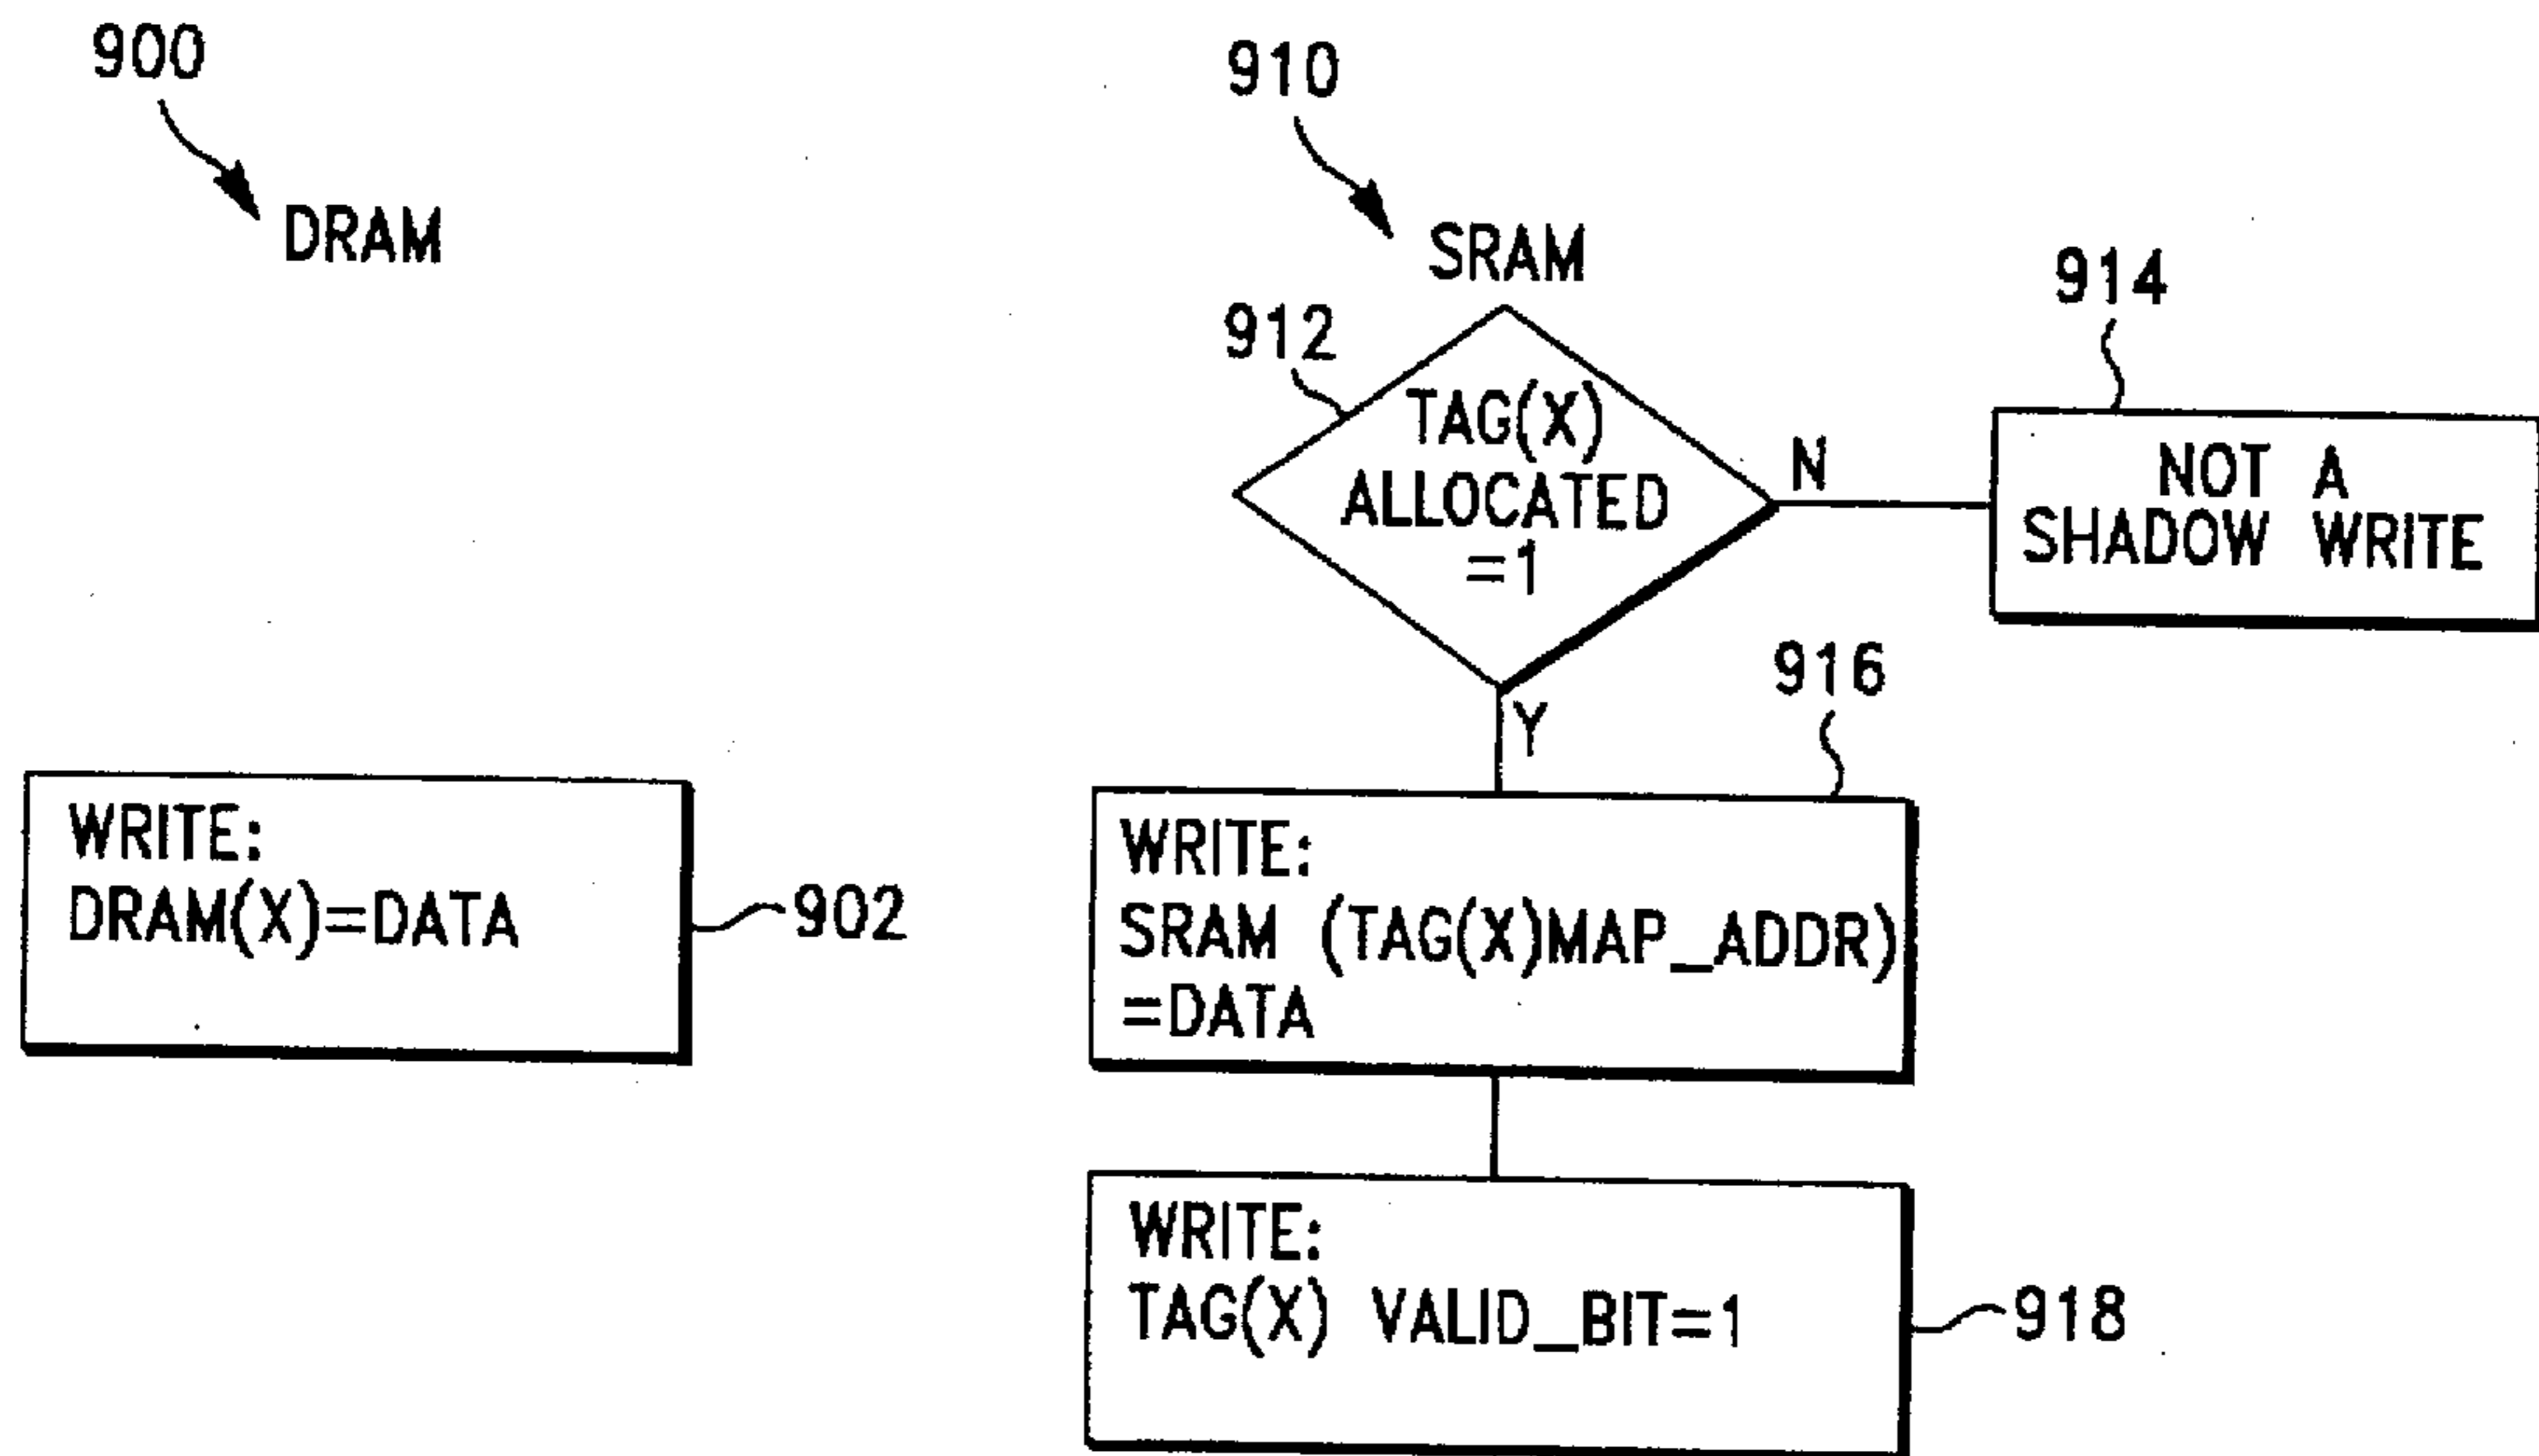 900
DRAM
WRITE:
DRAM(X)=DATA
902
910
SRAM
912
TAG(X)
ALLOCATED
=1
N
914
NOT A
SHADOW WRITE
Y
916
WRITE:
SRAM (TAG(X)MAP_ADDR)
=DATA
WRITE:
TAG(X) VALID_BIT=1
918